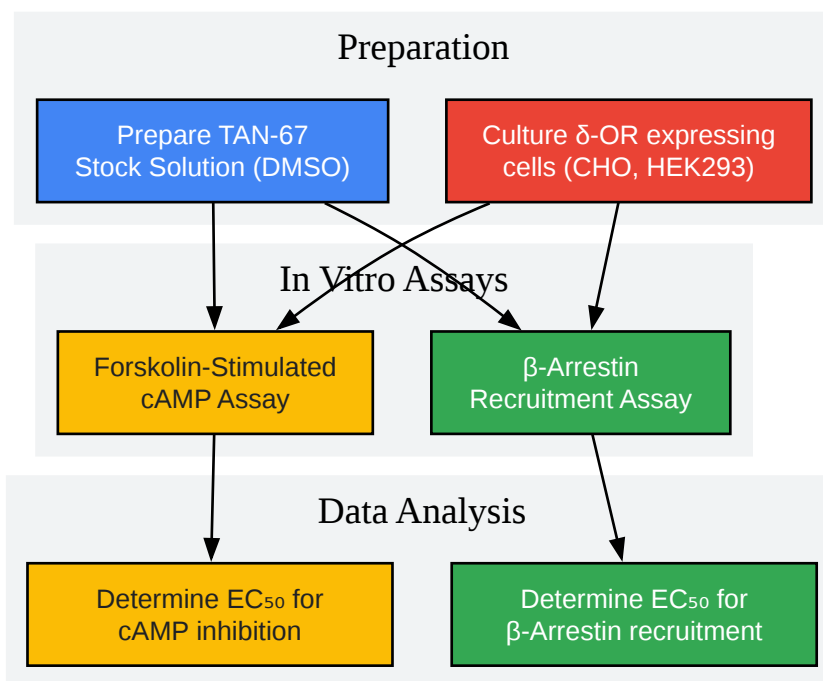 Preparation
Prepare TAN-67
Stock Solution (DMSO)
Culture δ-OR expressing
cells (CHO, HEK293)
In Vitro Assays
Forskolin-Stimulated
cAMP Assay
β-Arrestin
Recruitment Assay
Data Analysis
Determine EC₅₀ for
cAMP inhibition
Determine EC₅₀ for
β-Arrestin recruitment